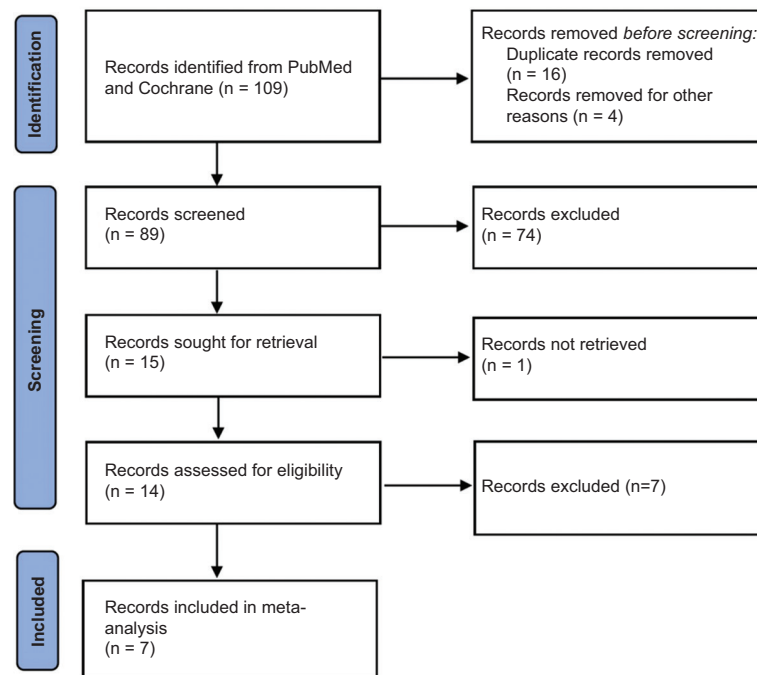 Identification
Records identified from PubMed
and Cochrane (n = 109)
Records removed before screening:
Duplicate records removed
(n = 16)
Records removed for other
reasons (n = 4)
Screening
Records screened
(n = 89)
Records excluded
(n = 74)
Records sought for retrieval
(n = 15)
Records not retrieved
(n = 1)
Records assessed for eligibility
(n = 14)
Records excluded (n=7)
Included
Records included in meta-
analysis
(n = 7)